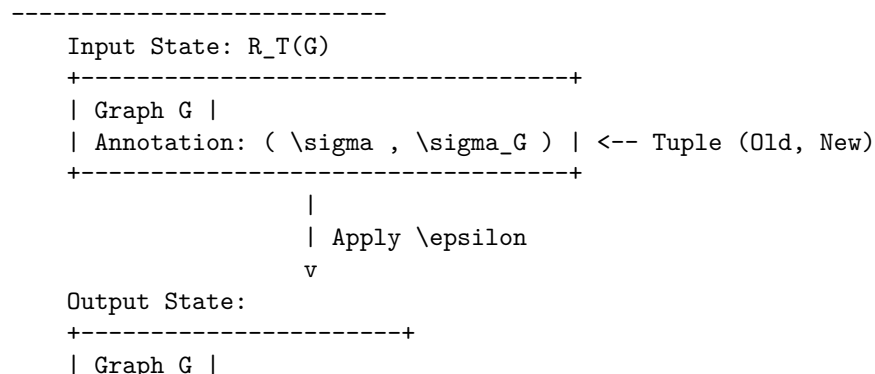 ---------------------------
Input State: R_T(G)
+-----------------------------------+
| Graph G |
| Annotation: ( \sigma , \sigma_G ) | <-- Tuple (Old, New)
+-----------------------------------+
|
| Apply \epsilon
v
Output State:
+-----------------------+
| Graph G |